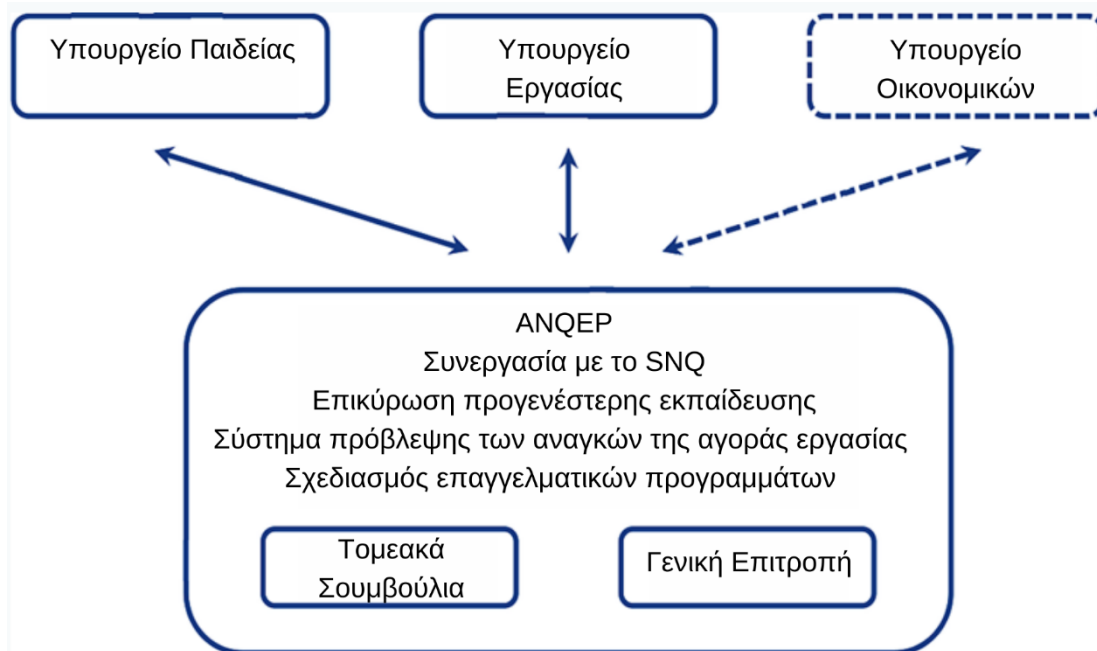 Υπουργείο Παιδείας
Υπουργείο
Εργασίας
Υπουργείο
Οικονομικών
ANQEP
Συνεργασία με το SNQ
Επικύρωση προγενέστερης εκπαίδευσης
Σύστημα πρόβλεψης των αναγκών της αγοράς εργασίας
Σχεδιασμός επαγγελματικών προγραμμάτων
Τομεακά
Σουμβούλια
Γενική Επιτροπή